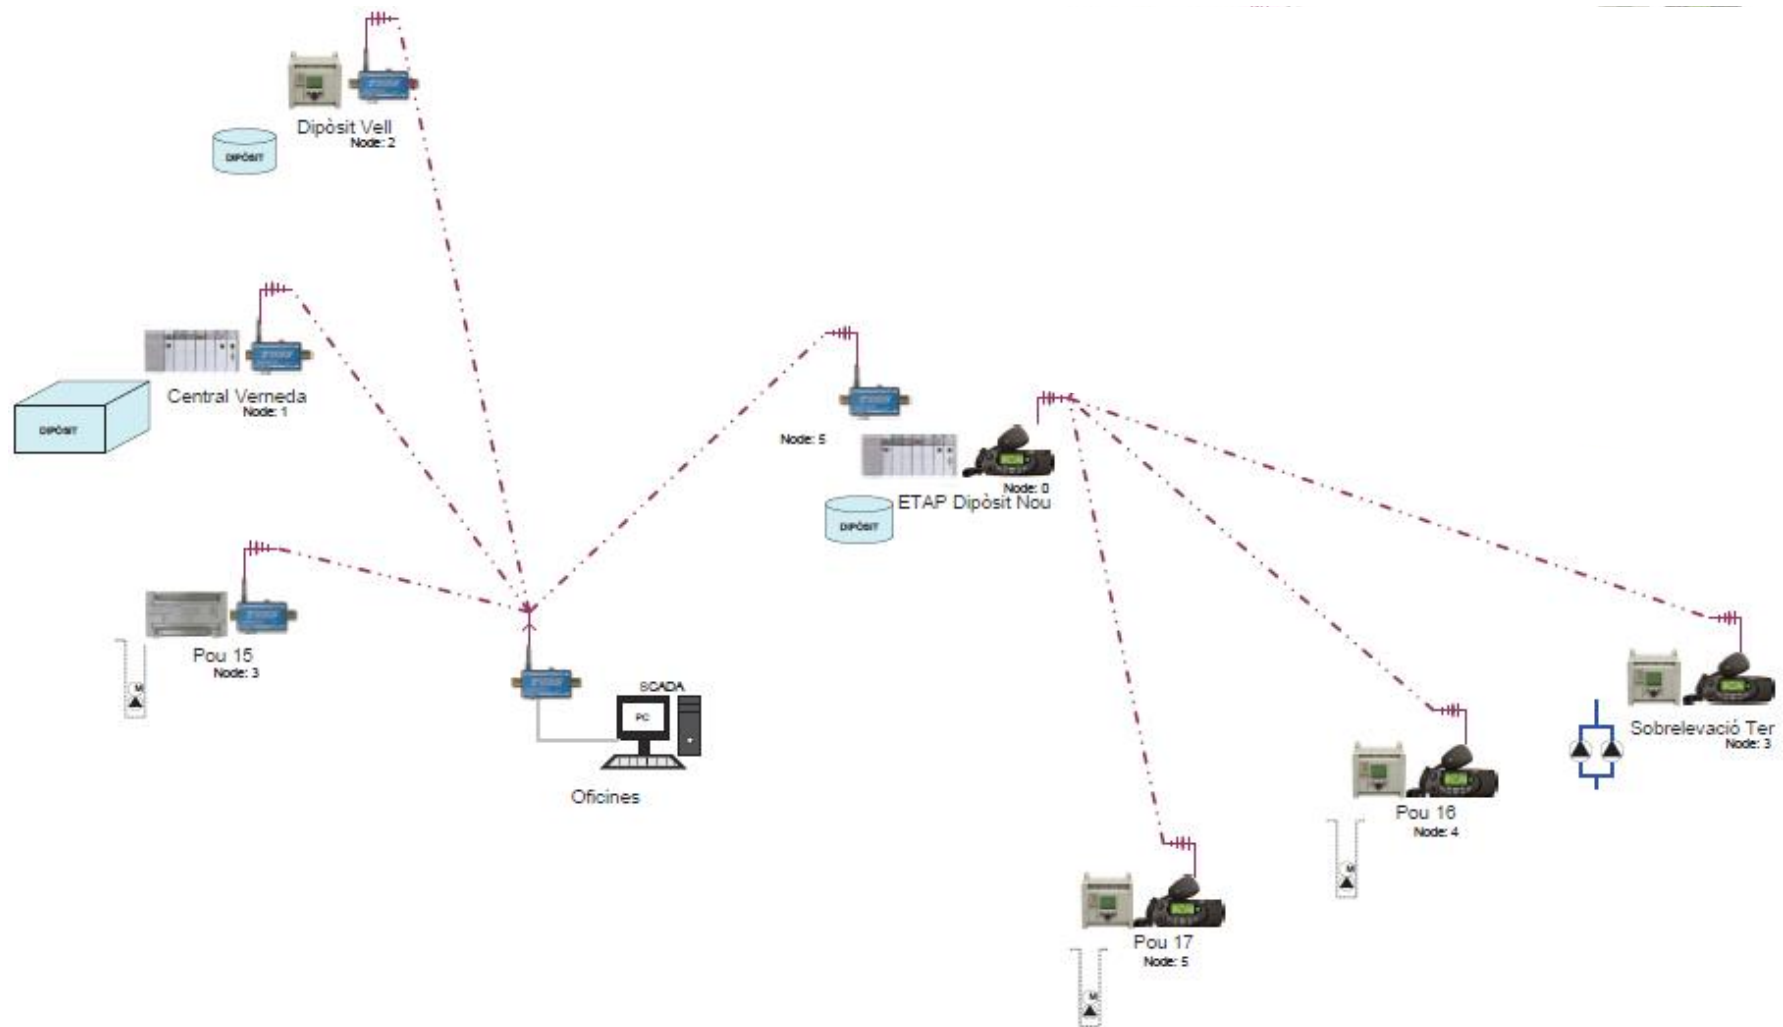 Dipòsit Vell
Node: 2
DIPÒSIT
Central Verneda
Node: 1
DIPÒSIT
Node: 5
Node: 0
ETAP Dipòsit Nou
DIPÒSIT
Pou 15
Node: 3
M
SCADA
PC
Oficines
Sobrelevació Ter
Node: 3
Pou 16
Node: 4
M
Pou 17
Node: 5
M